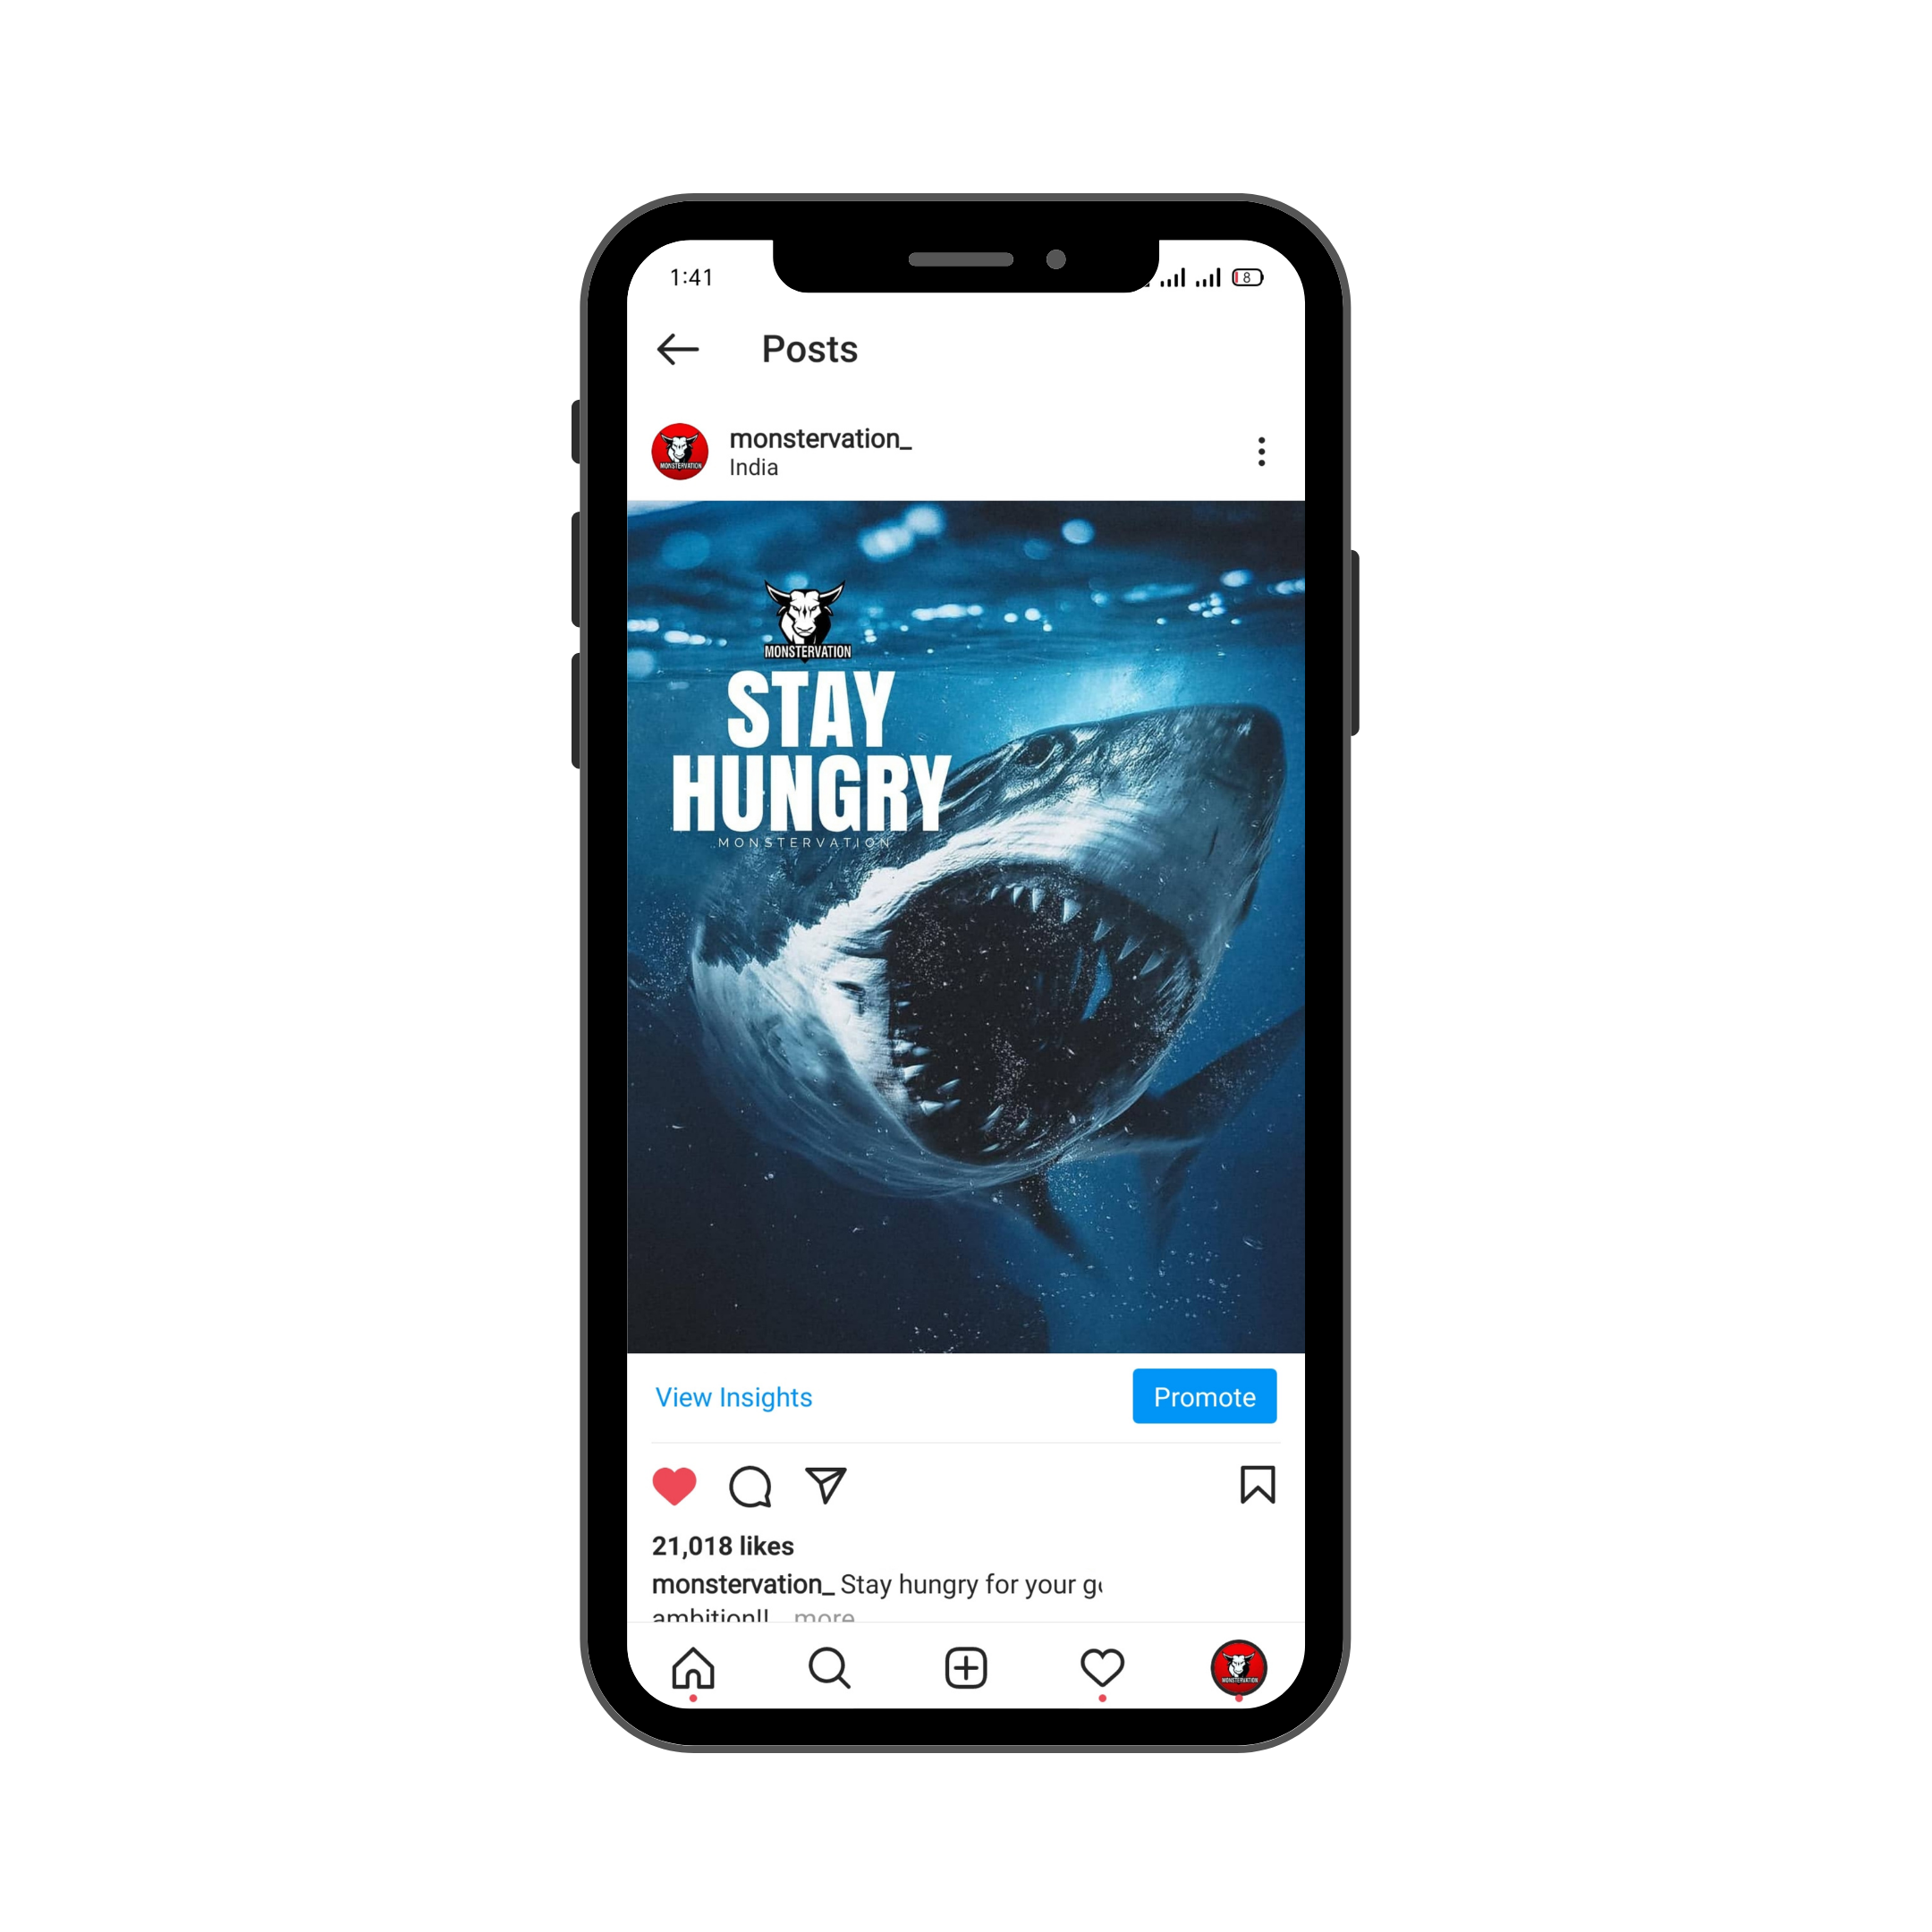 1:41
8
Posts
monstervation_
India
MONSTERVATION
MONSTERVATION
STAY
HUNGRY
MONSTERVATION
View Insights
Promote
21,018 likes
monstervation_ Stay hungry for your
ambition!! more
MONSTERVATION